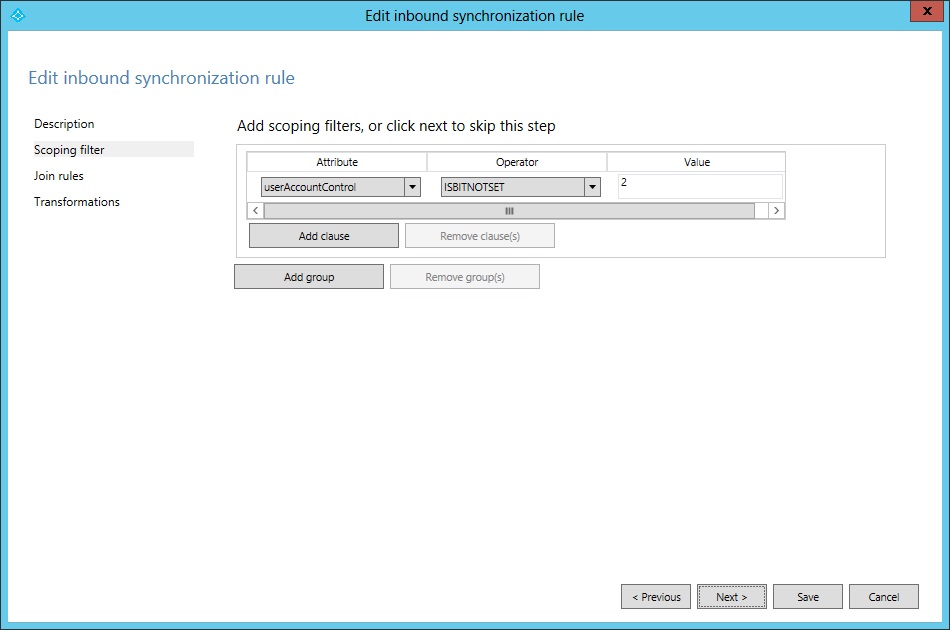 Edit inbound synchronization rule
x
Edit inbound synchronization rule
Description
Scoping filter
Join rules
Transformations
Add scoping filters, or click next to skip this step
Attribute Operator Value
userAccountControl ISBITNOTSET 2
Add clause Remove clause(s)
Add group Remove group(s)
< Previous Next > Save Cancel